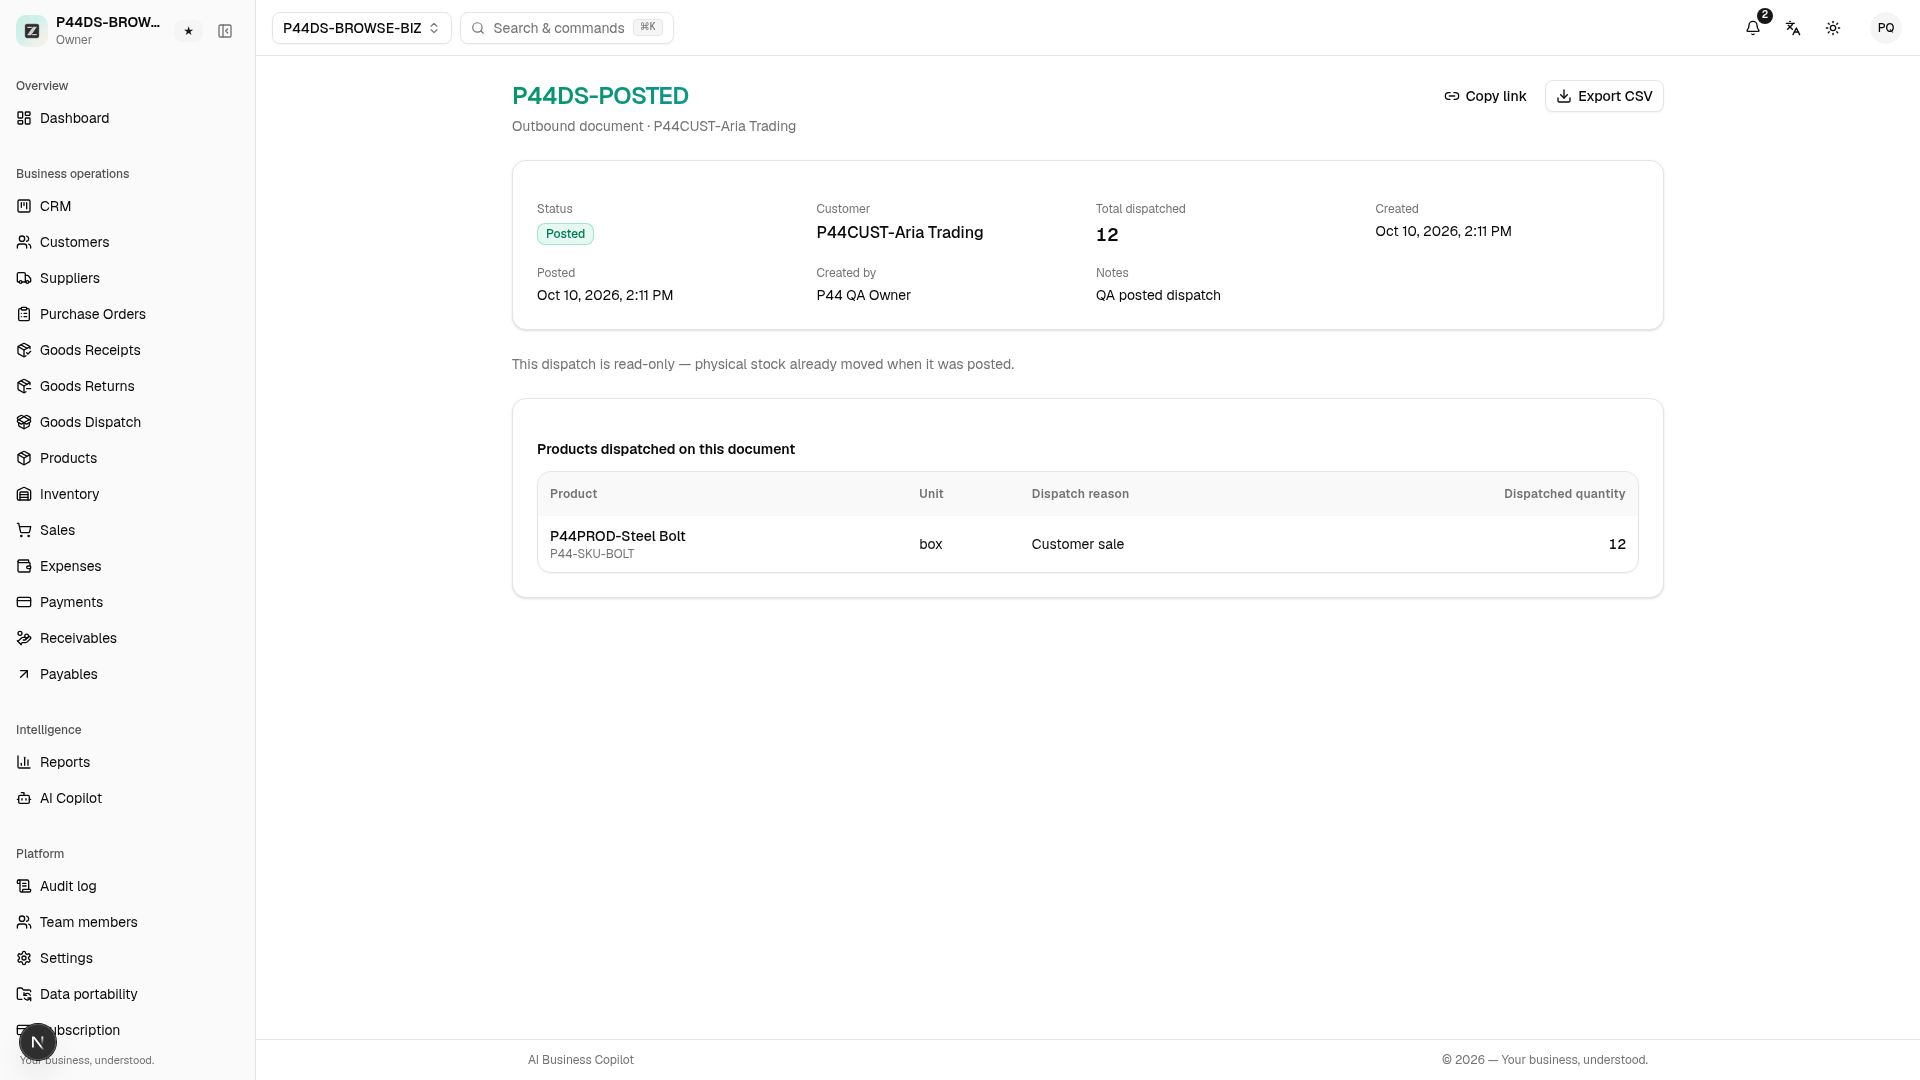 P44DS-BROW...
Owner
★
Overview
Dashboard
Business operations
CRM
Customers
Suppliers
Purchase Orders
Goods Receipts
Goods Returns
Goods Dispatch
Products
Inventory
Sales
Expenses
Payments
Receivables
Payables
Intelligence
Reports
AI Copilot
Platform
Audit log
Team members
Settings
Data portability
ubscription
N
Your business, understood.
P44DS-BROWSE-BIZ
Search & commands ⌘K
2
PQ
P44DS-POSTED
Outbound document · P44CUST-Aria Trading
Copy link
Export CSV
Status
Posted
Customer
P44CUST-Aria Trading
Total dispatched
12
Created
Oct 10, 2026, 2:11 PM
Posted
Oct 10, 2026, 2:11 PM
Created by
P44 QA Owner
Notes
QA posted dispatch
This dispatch is read-only — physical stock already moved when it was posted.
Products dispatched on this document
Product Unit Dispatch reason Dispatched quantity
P44PROD-Steel Bolt
P44-SKU-BOLT
box Customer sale 12
AI Business Copilot
© 2026 — Your business, understood.